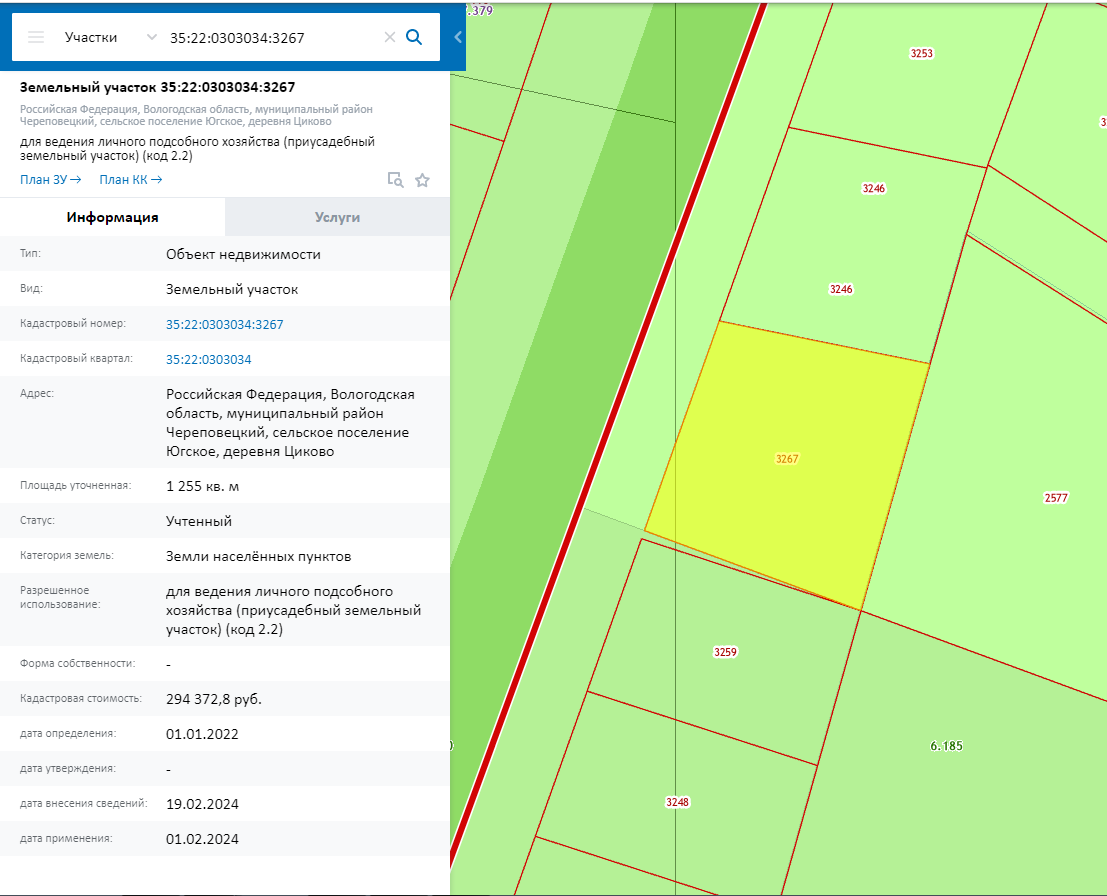 Участки
35:22:0303034:3267
Земельный участок 35:22:0303034:3267
Российская Федерация, Вологодская область, муниципальный район
Череповецкий, сельское поселение Югское, деревня Циково
для ведения личного подсобного хозяйства (приусадебный
земельный участок) (код 2.2)
План ЗУ→ План КК→
Информация
Услуги
Тип: Объект недвижимости
Вид: Земельный участок
Кадастровый номер: 35:22:0303034:3267
Кадастровый квартал: 35:22:0303034
Адрес: Российская Федерация, Вологодская
область, муниципальный район
Череповецкий, сельское поселение
Югское, деревня Циково
Площадь уточненная: 1 255 кв. м
Статус: Учтенный
Категория земель: Земли населённых пунктов
Разрешенное
использование:
для ведения личного подсобного
хозяйства (приусадебный земельный
участок) (код 2.2)
Форма собственности: -
Кадастровая стоимость: 294 372,8 руб.
дата определения: 01.01.2022
дата утверждения: -
дата внесения сведений: 19.02.2024
дата применения: 01.02.2024
.379
3253
3246
3246
3267
2577
3259
6.185
3248